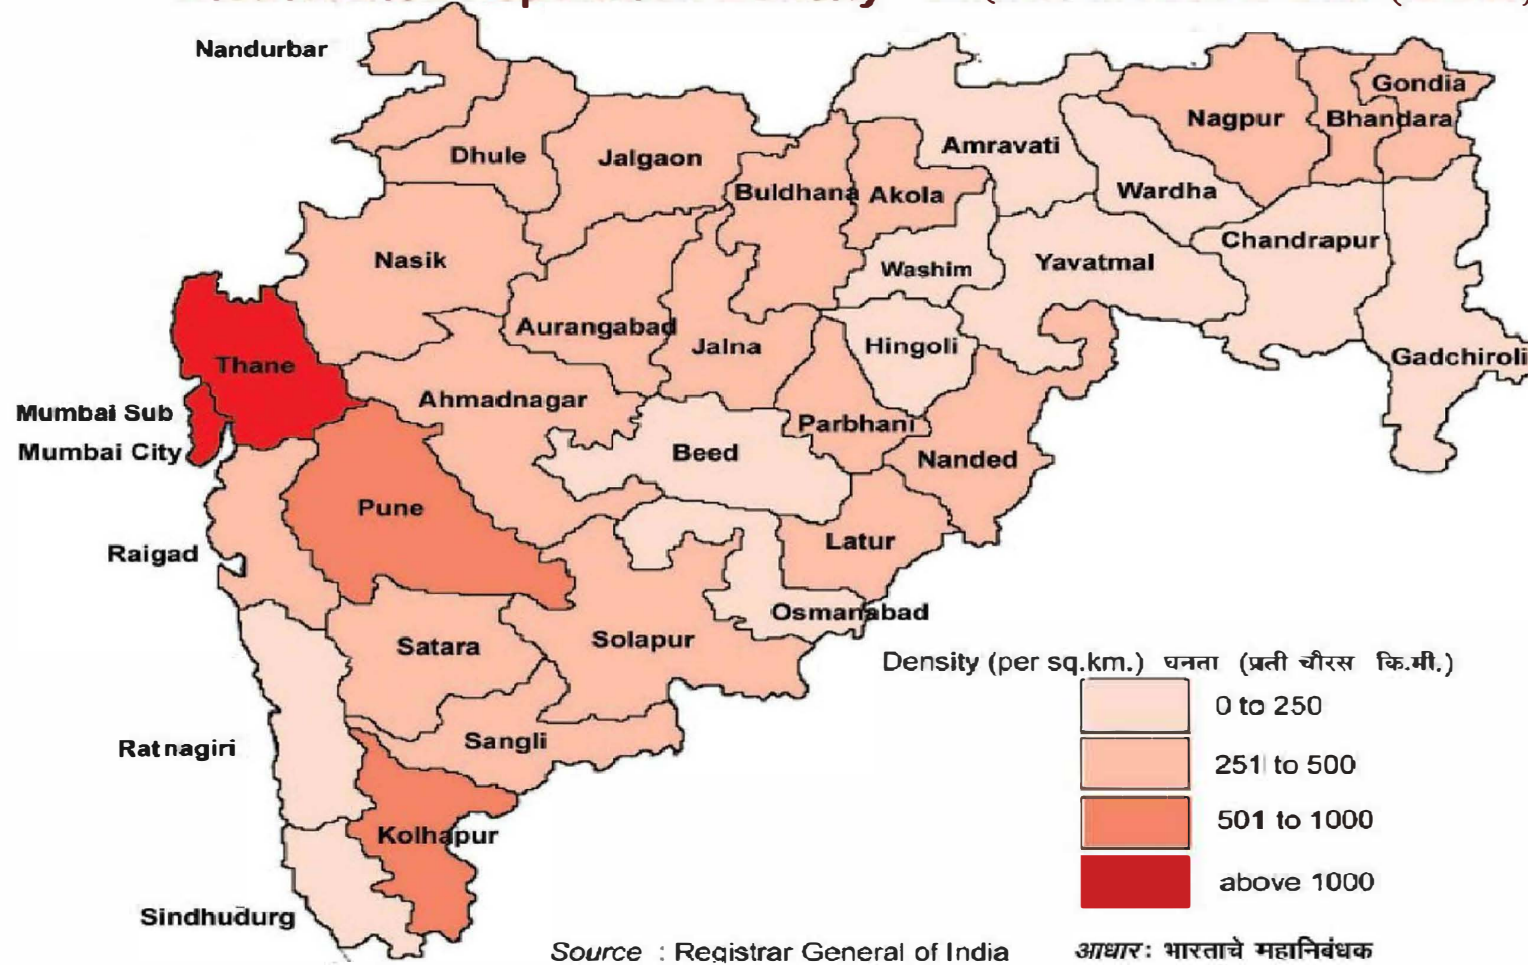 Nandurbar
Gondia
Nagpur
Bhandara
Amravati
Dhule
Jalgaon
Buldhana
Akola
Wardha
Chandrapur
Nasik
Washim
Yavatmal
Aurangabad
Jalna
Hingoli
Gadchiroli
Thane
Ahmadnagar
Mumbai Sub
Parbhani
Mumbai City
Beed
Nanded
Pune
Latur
Raigad
Osmanabad
Satara
Solapur
Density (per sq.km.) घनता (प्रती चौरस कि.मी.)
0 to 250
Ratnagiri
Sangli
251 to 500
501 to 1000
Kolhapur
above 1000
Sindhudurg
Source : Registrar General of India आधार: भारताचे महानिबंधक